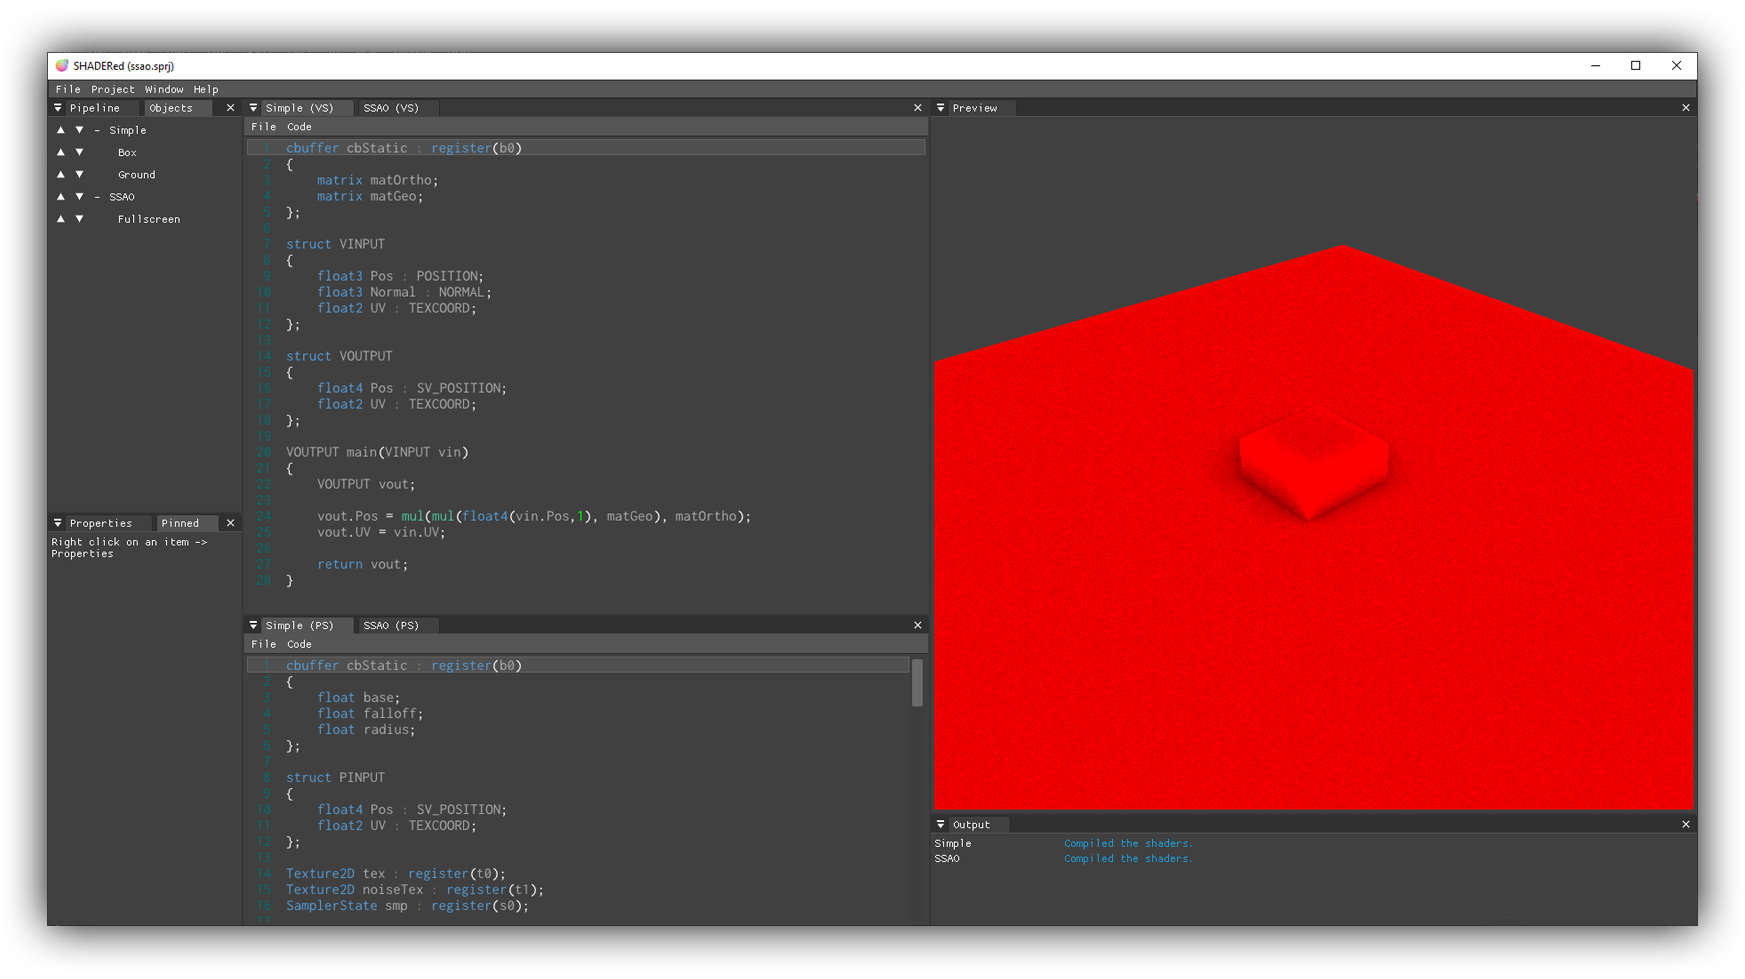 SHADERed (ssao.sprj)
File Project Window Help
Pipeline Objects
- Simple
Box
Ground
- SSAO
Fullscreen
Properties Pinned
Right click on an item ->
Properties
Simple (VS) SSAO (VS)
File Code
1 cbuffer cbStatic : register(b0)
2 {
3 matrix matOrtho;
4 matrix matGeo;
5 };
6
7 struct VINPUT
8 {
9 float3 Pos : POSITION;
10 float3 Normal : NORMAL;
11 float2 UV : TEXCOORD;
12 };
13
14 struct VOUTPUT
15 {
16 float4 Pos : SV_POSITION;
17 float2 UV : TEXCOORD;
18 };
19
20 VOUTPUT main(VINPUT vin)
21 {
22 VOUTPUT vout;
23
24 vout.Pos = mul(mul(float4(vin.Pos,1), matGeo), matOrtho);
25 vout.UV = vin.UV;
26
27 return vout;
28 }
Simple (PS) SSAO (PS)
File Code
1 cbuffer cbStatic : register(b0)
2 {
3 float base;
4 float falloff;
5 float radius;
6 };
7
8 struct PINPUT
9 {
10 float4 Pos : SV_POSITION;
11 float2 UV : TEXCOORD;
12 };
13
14 Texture2D tex : register(t0);
15 Texture2D noiseTex : register(t1);
16 SamplerState smp : register(s0);
17
Preview
Output
Simple Compiled the shaders.
SSAO Compiled the shaders.